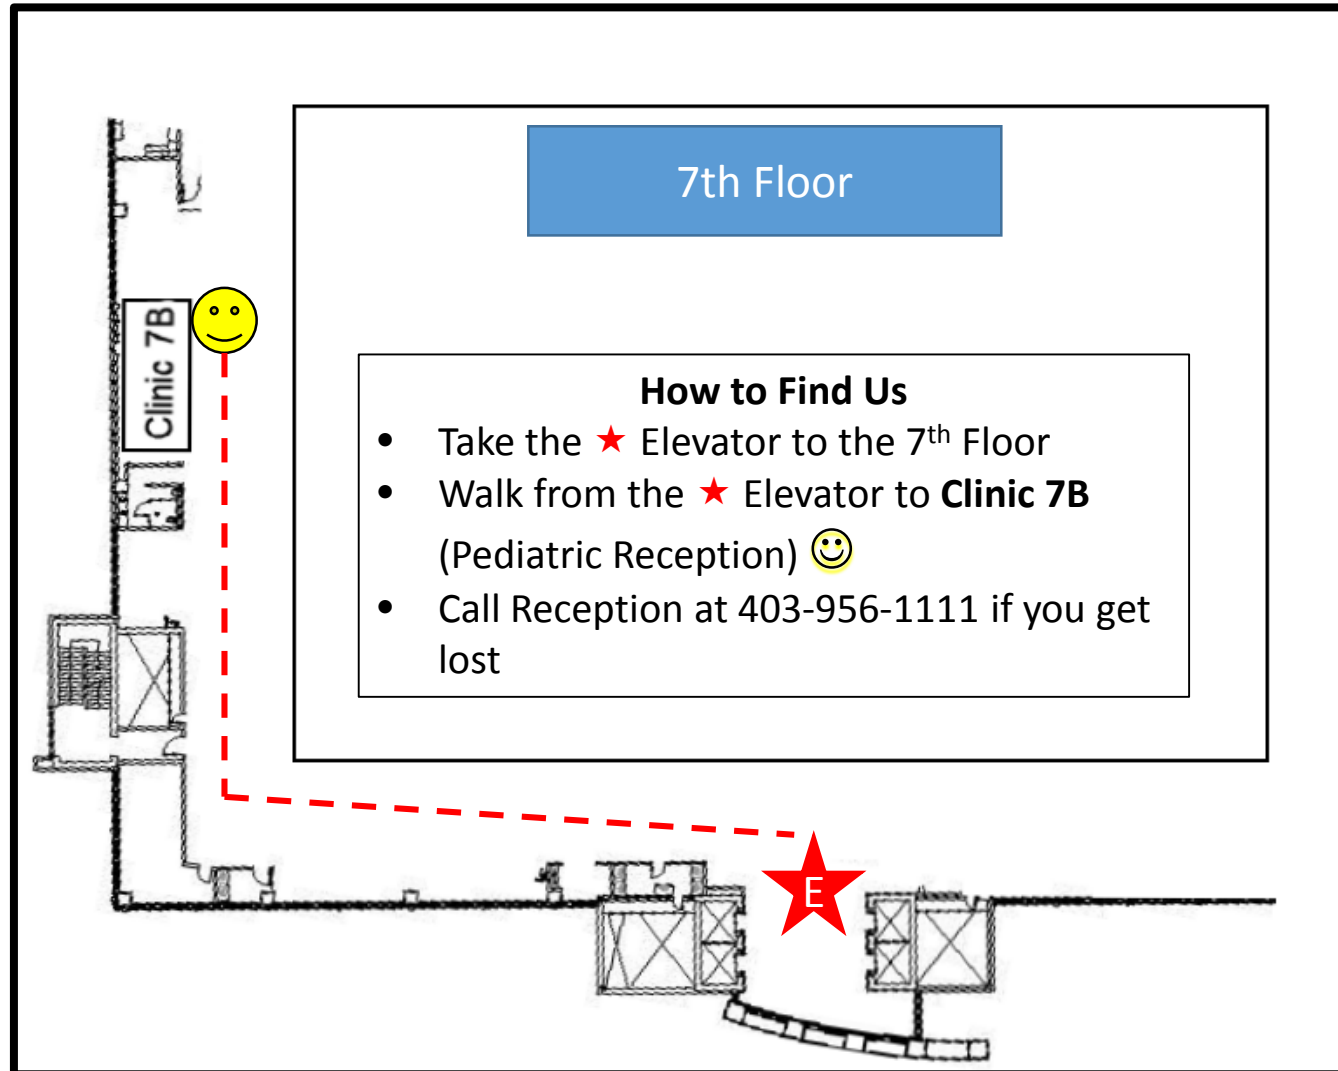 7th Floor
Clinic 7B
How to Find Us
• Take the ★ Elevator to the 7th Floor
• Walk from the ★ Elevator to Clinic 7B
(Pediatric Reception)
• Call Reception at 403-956-1111 if you get
lost
E